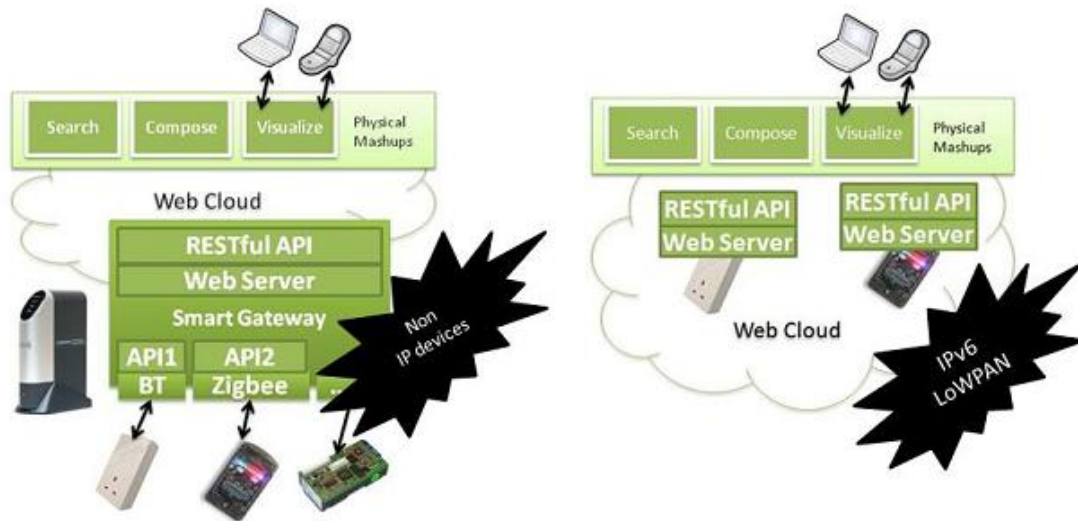 Search
Compose
Visualize
Physical
Mashups
Web Cloud
RESTful API
Web Server
Smart Gateway
API1
API2
BT
Zigbee
..
Non
IP devices
Search
Compose
Visualize
Physical
Mashups
RESTful API
Web Server
RESTful API
Web Server
Web Cloud
IPv6
LoWPAN